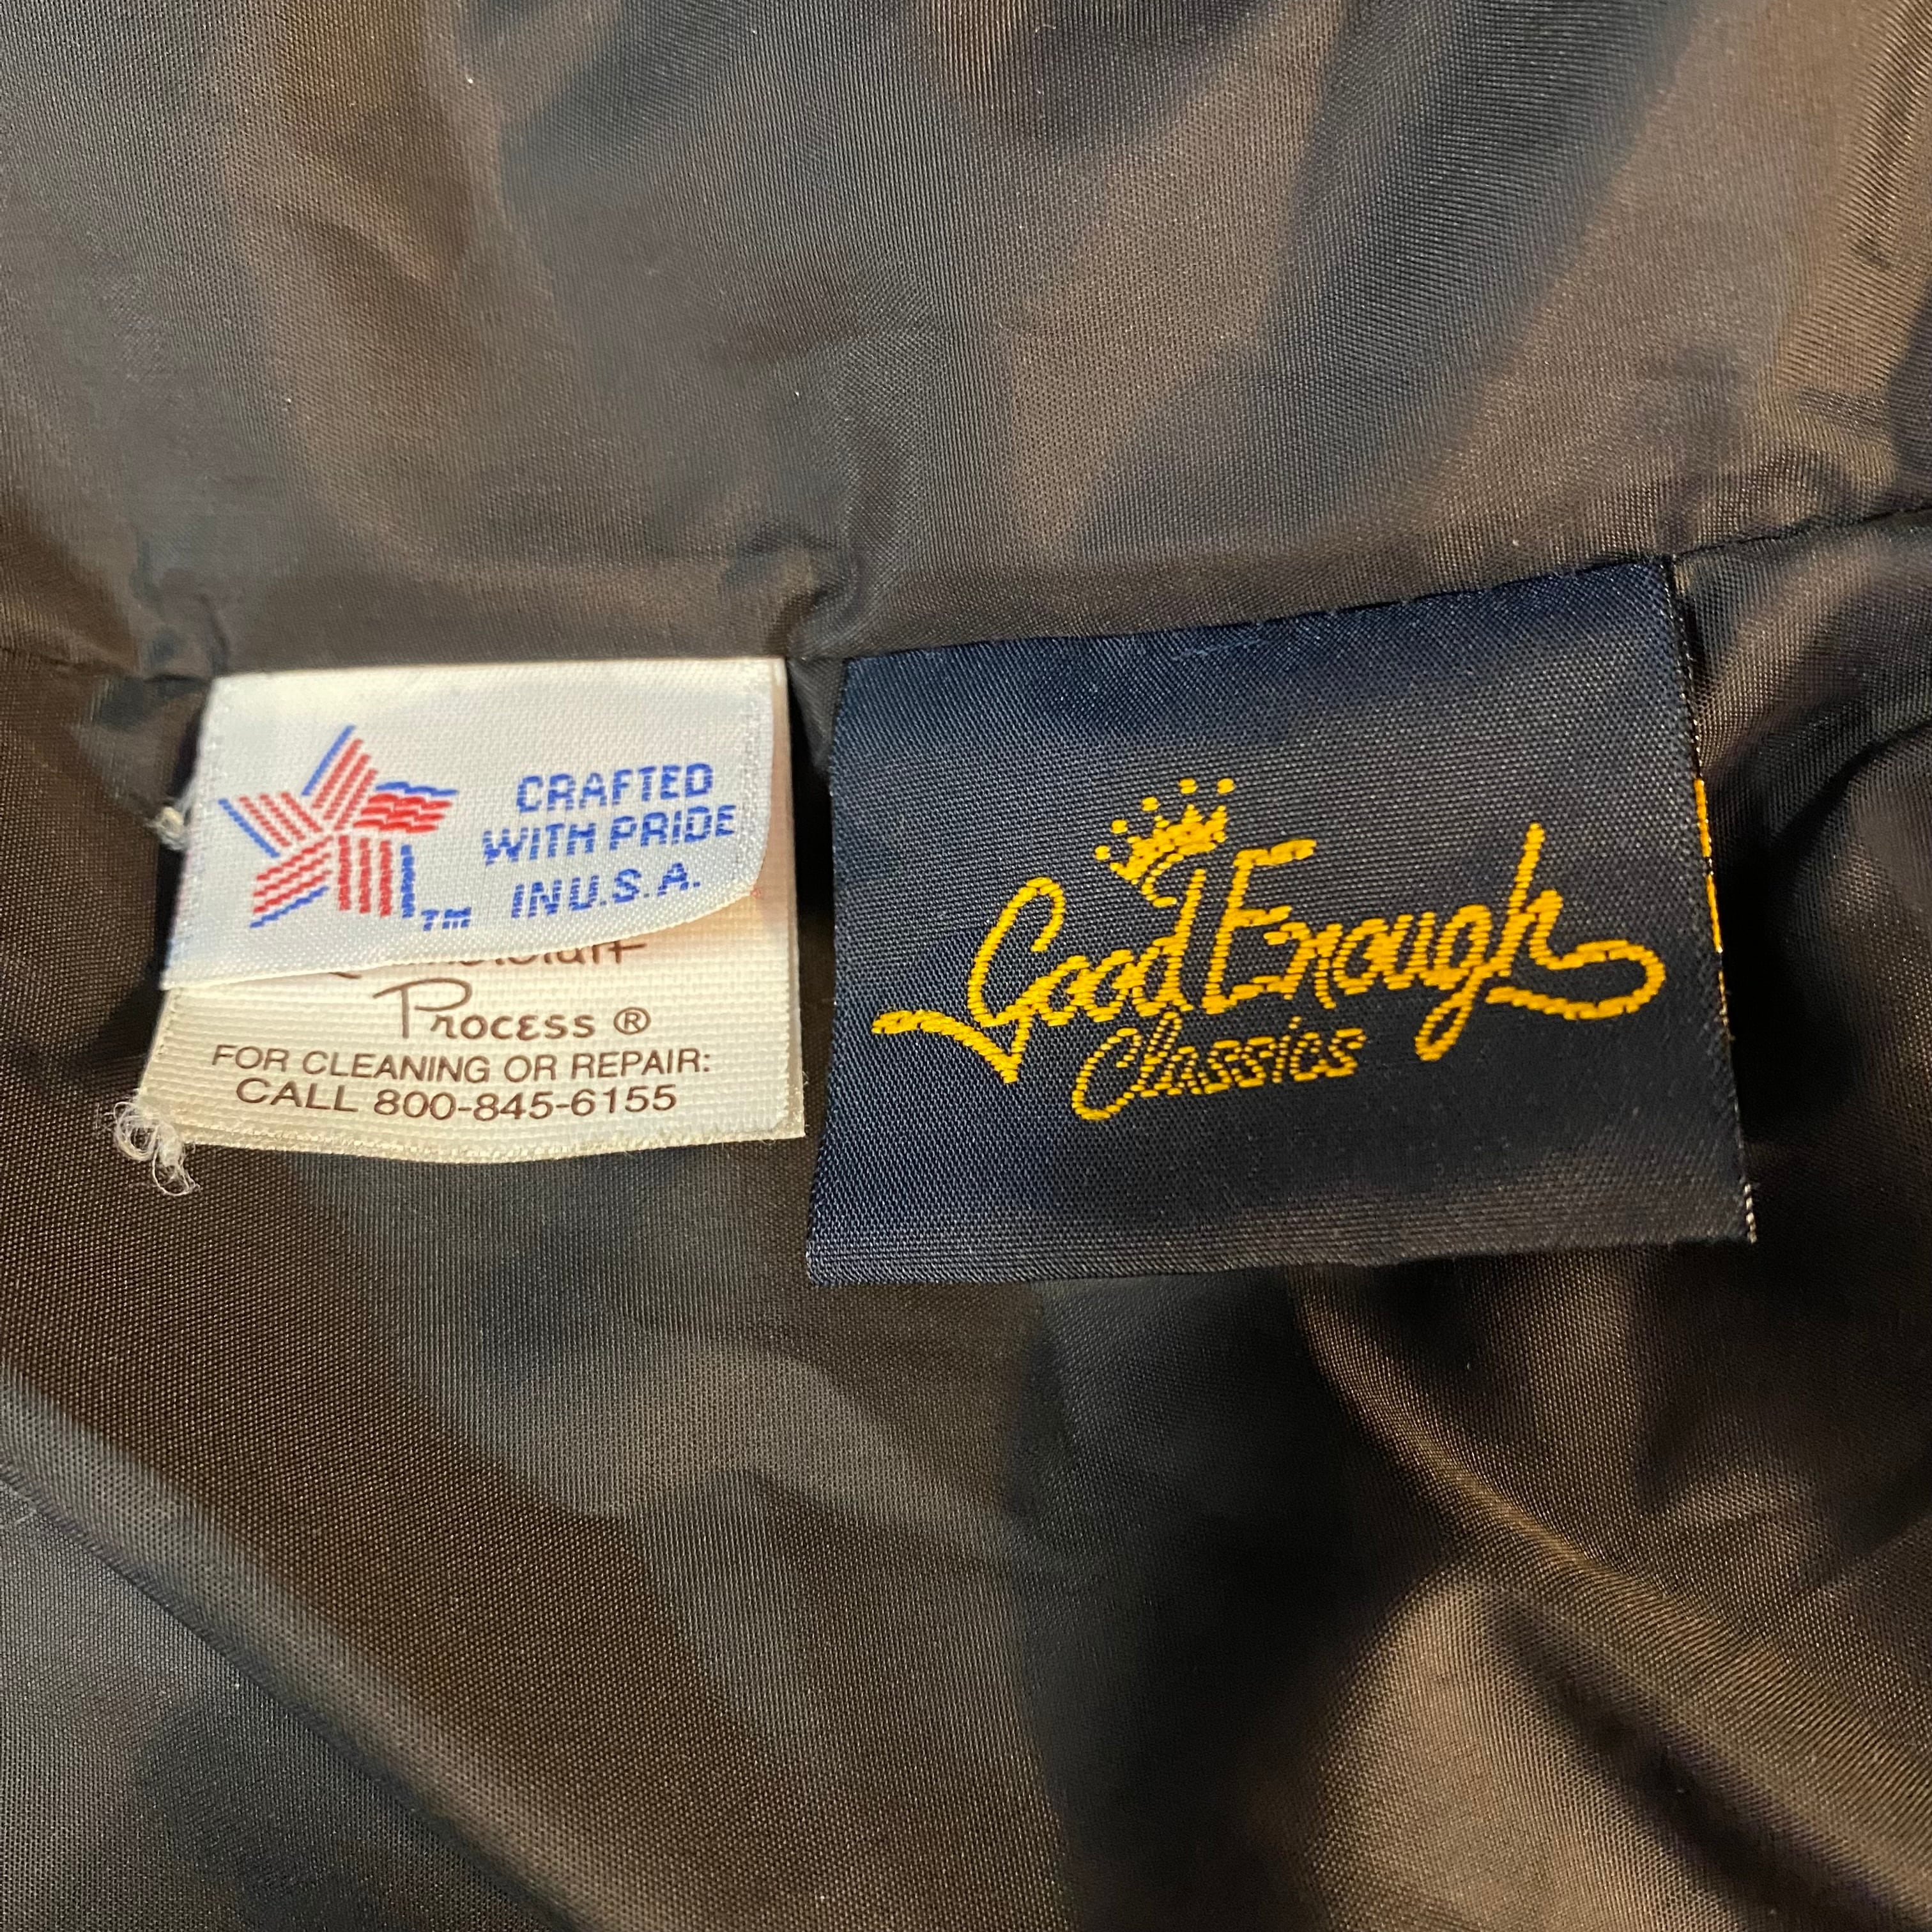 CRAFTED
WITH PRIDE
IN U.S.A.
TM
Process ®
FOR CLEANING OR REPAIR:
CALL 800-845-6155
Good Enough
Classics